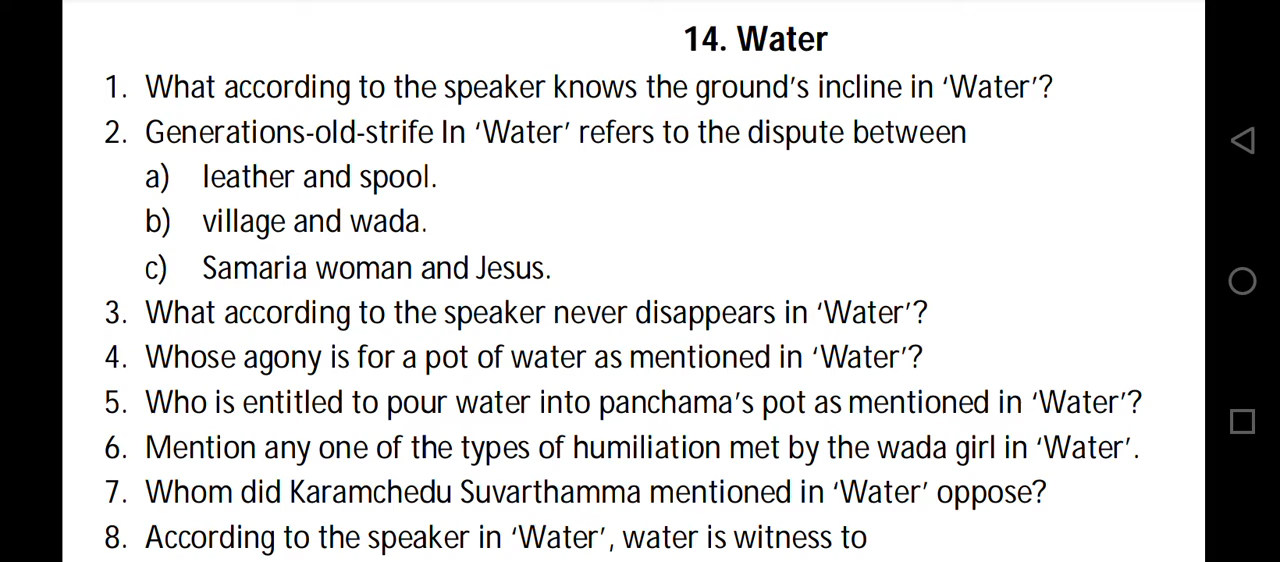 14. Water
1. What according to the speaker knows the ground's incline in ‘Water’?
2. Generations-old-strife In ‘Water’ refers to the dispute between
a) leather and spool.
b) village and wada.
c) Samaria woman and Jesus.
3. What according to the speaker never disappears in ‘Water’?
4. Whose agony is for a pot of water as mentioned in ‘Water’?
5. Who is entitled to pour water into panchama's pot as mentioned in ‘Water’?
6. Mention any one of the types of humiliation met by the wada girl in ‘Water’.
7. Whom did Karamchedu Suvarthamma mentioned in ‘Water’ oppose?
8. According to the speaker in ‘Water’, water is witness to